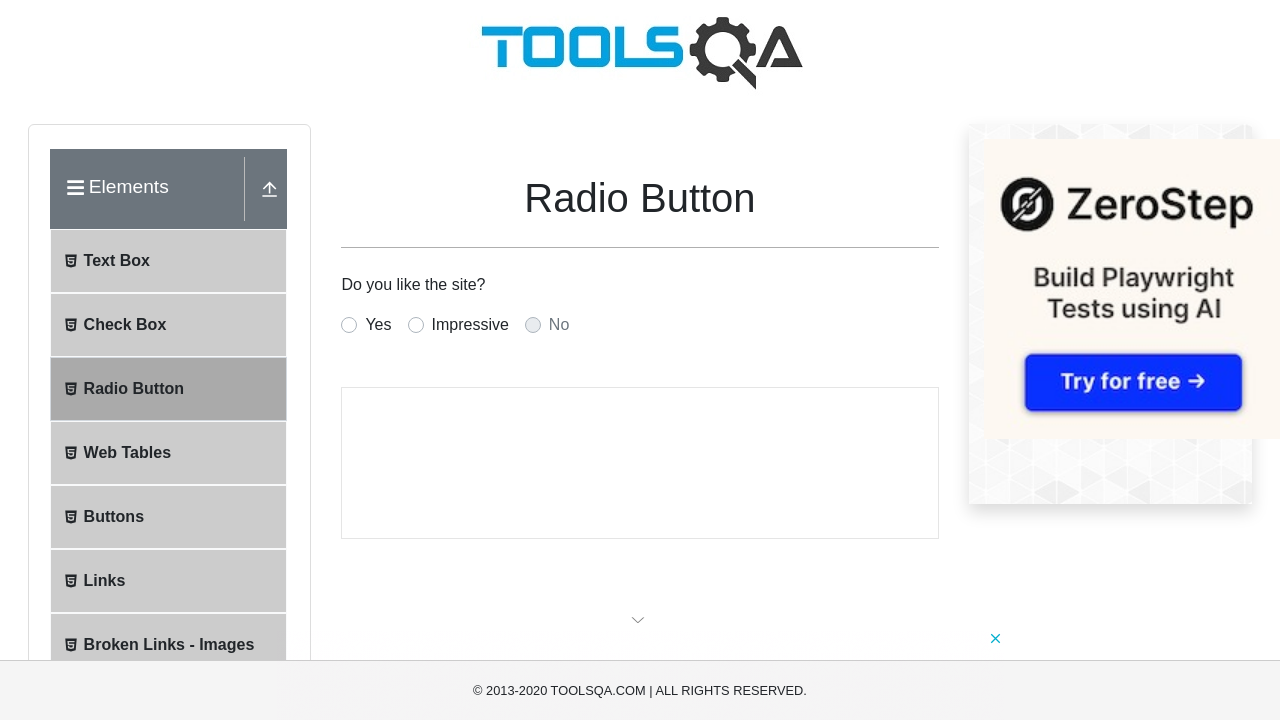 TOOLSQA
Elements
Text Box
Check Box
Radio Button
Web Tables
Buttons
Links
Broken Links - Images
Radio Button
Do you like the site?
Yes Impressive No
ZeroStep
Build Playwright
Tests using AI
Try for free →
© 2013-2020 TOOLSQA.COM | ALL RIGHTS RESERVED.